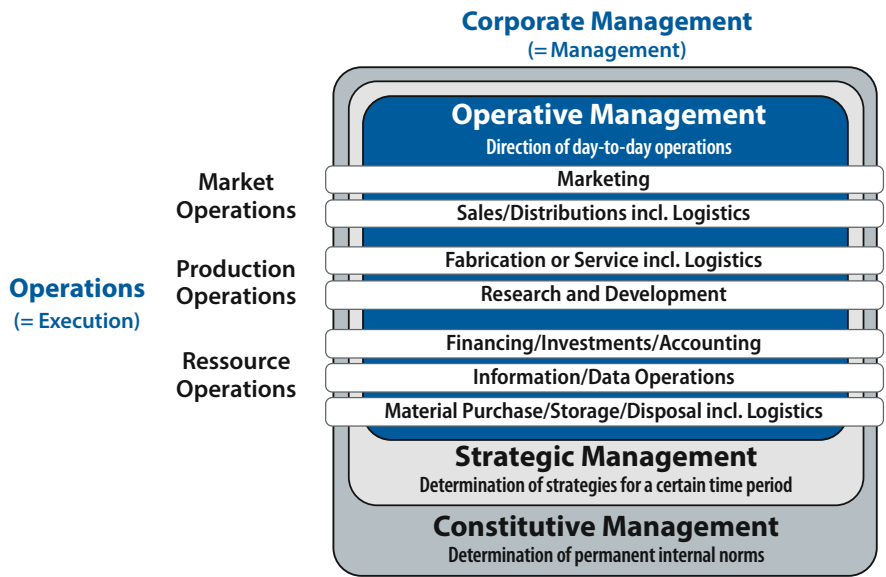 Corporate Management
(= Management)
Operative Management
Direction of day-to-day operations
Market
Operations
Marketing
Sales/Distributions incl. Logistics
Production
Operations
Fabrication or Service incl. Logistics
Research and Development
Operations
(= Execution)
Ressource
Operations
Financing/Investments/Accounting
Information/Data Operations
Material Purchase/Storage/Disposal incl. Logistics
Strategic Management
Determination of strategies for a certain time period
Constitutive Management
Determination of permanent internal norms